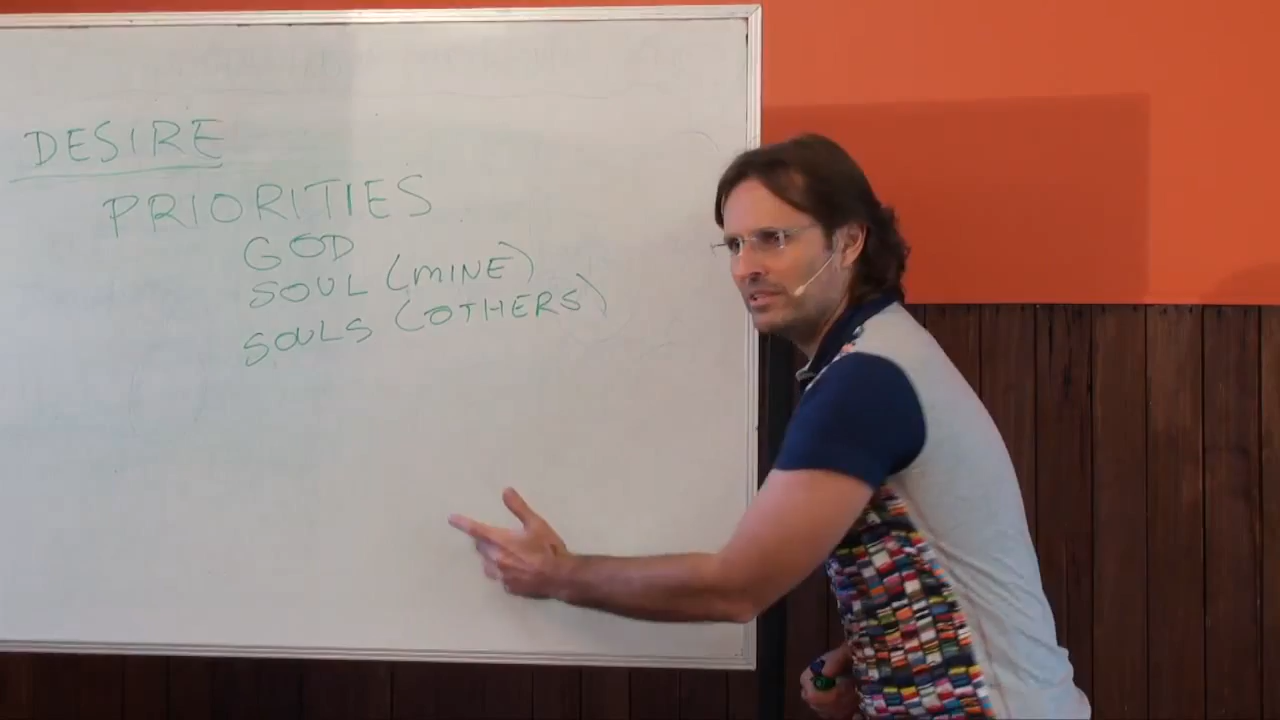 DESIRE
PRIORITIES
GOD
SOUL (MINE)
SOULS (OTHERS)